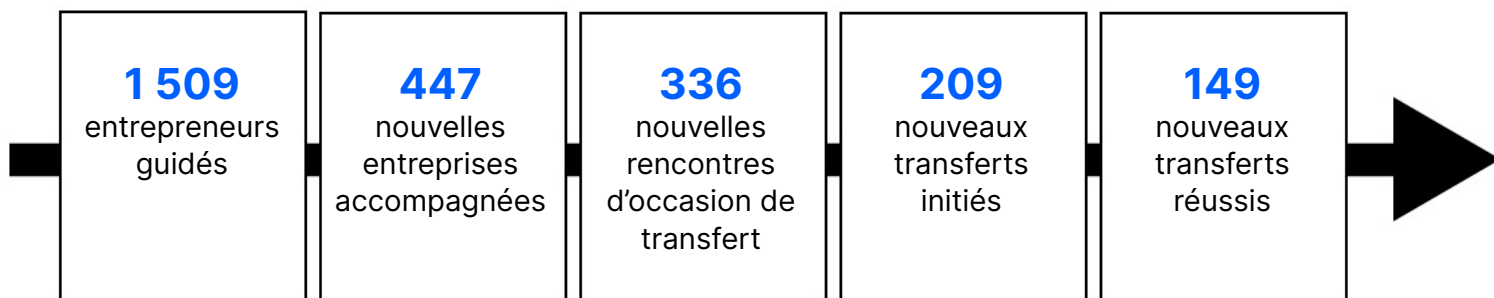 1 509
entrepreneurs
guidés
447
nouvelles
entreprises
accompagnées
336
nouvelles
rencontres
d’occasion de
transfert
209
nouveaux
transferts
initiés
149
nouveaux
transferts
réussis